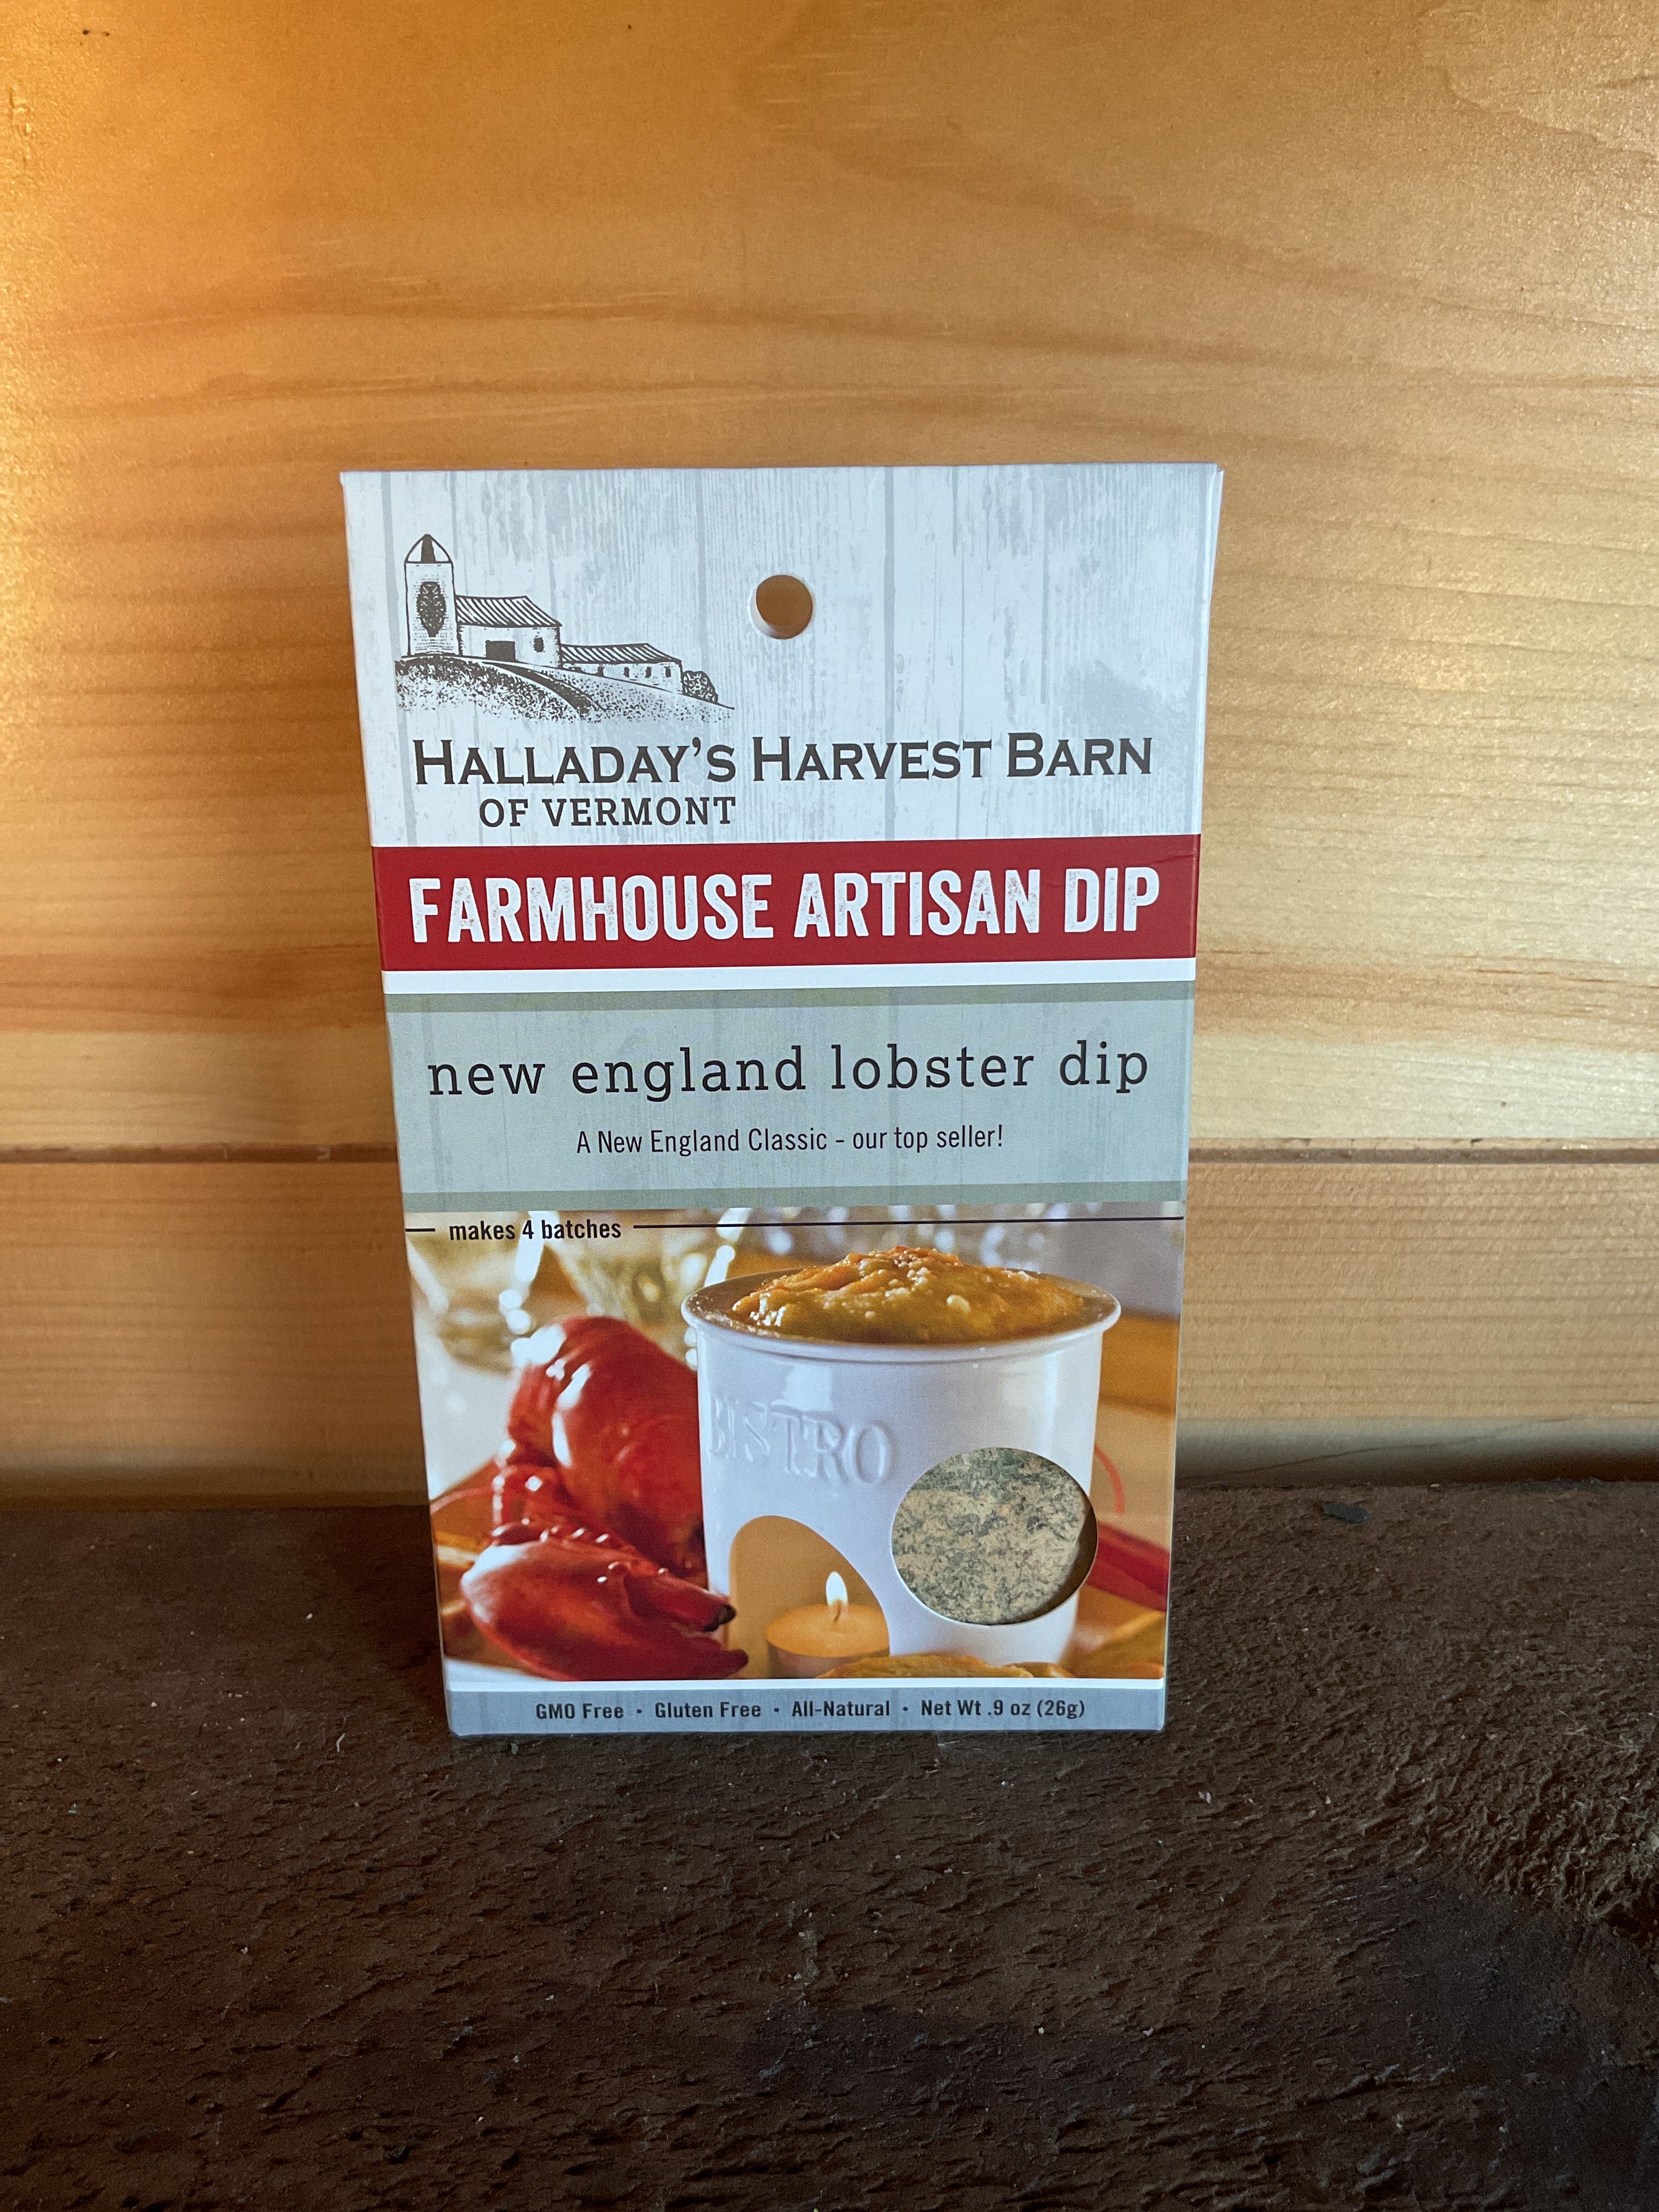 HALLADAY'S HARVEST BARN
OF VERMONT
FARMHOUSE ARTISAN DIP
new england lobster dip
A New England Classic - our top seller!
makes 4 batches
BISTRO
GMO Free • Gluten Free • All-Natural • Net Wt .9 oz (26g)